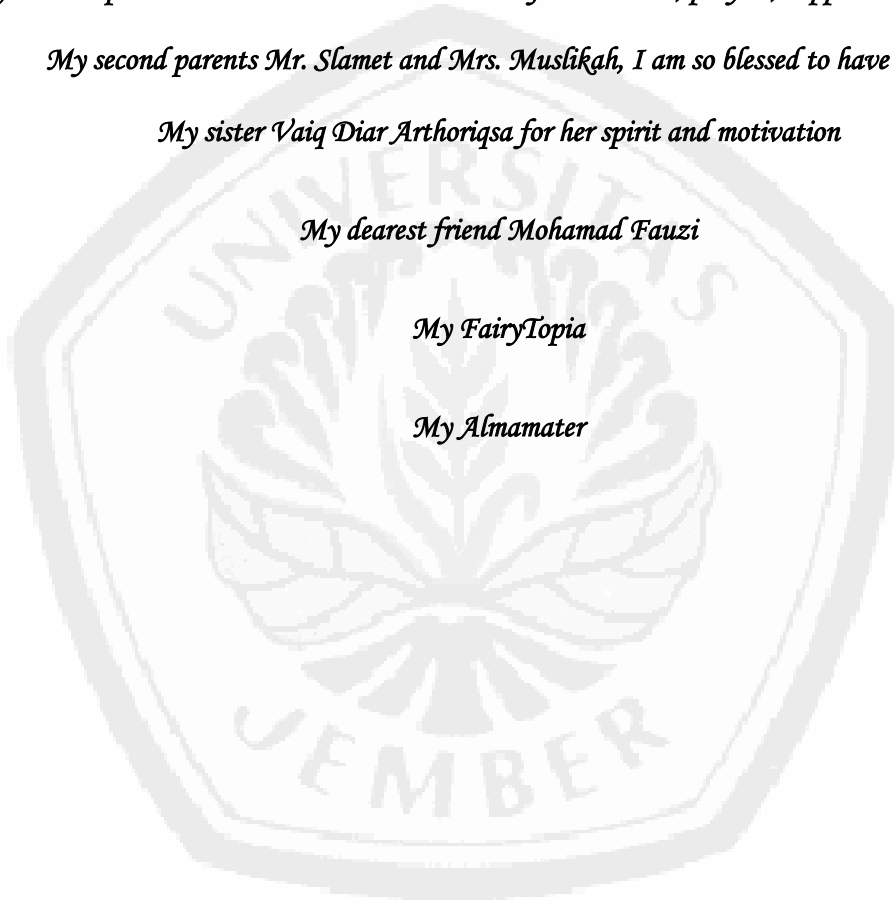 My second parents Mr. Slamet and Mrs. Muslikah, I am so blessed to have
My sister Vaiq Diar Arthoriqsa for her spirit and motivation
My dearest friend Mohamad Fauzi
My FairyTopia
My Almamater
UNIVERSITAS
JEMBER